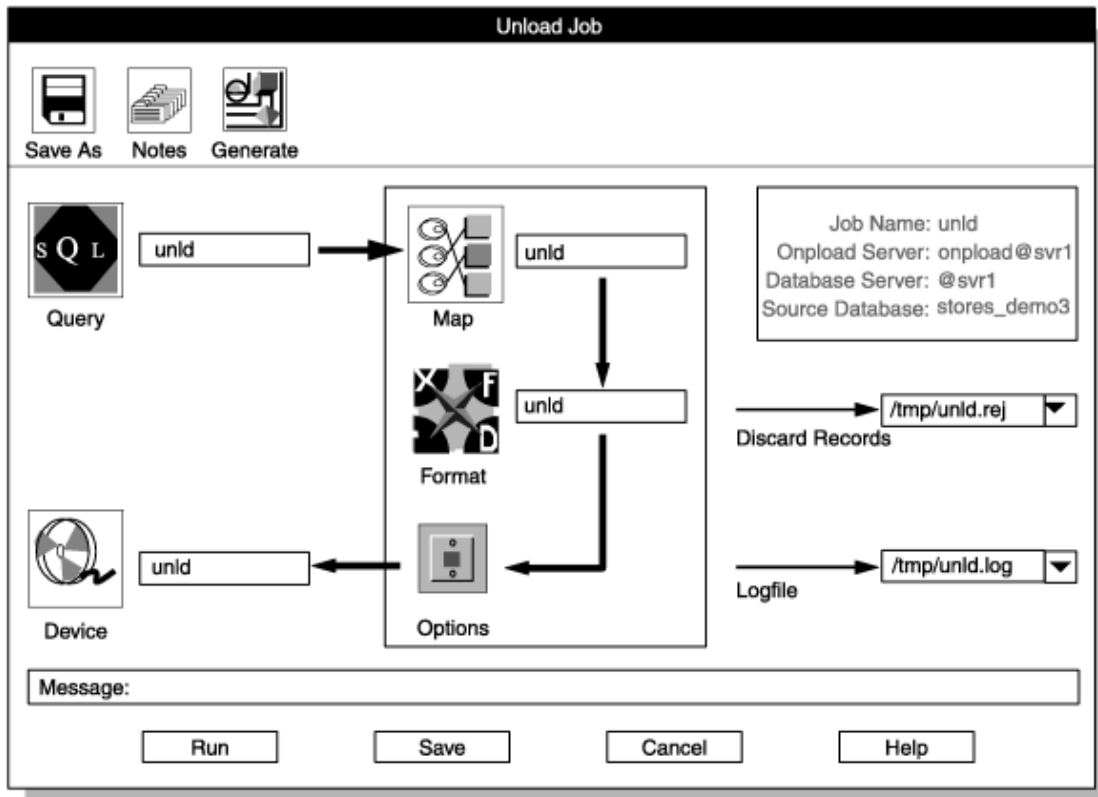 Unload Job
Save As
Notes
Generate
SQL
unld
Query
unld
Map
Job Name: unld
Onpload Server: onpload@svr1
Database Server: @svr1
Source Database: stores_demo3
X F
D
unld
Format
/tmp/unld.rej
Discard Records
unld
Device
Options
/tmp/unld.log
Logfile
Message:
Run
Save
Cancel
Help